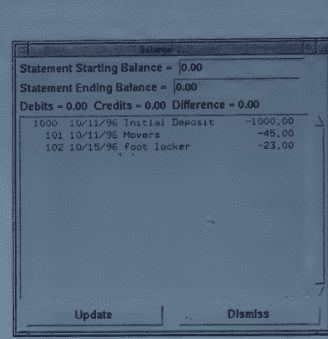 Balance ...
Statement Starting Balance = 0.00
Statement Ending Balance = 0.00
Debits = 0.00 Credits = 0.00 Difference = 0.00
1000 10/11/96 Initial Deposit -1000.00
101 10/11/96 Movers -45.00
102 10/15/96 foot locker -23.00
Update Dismiss